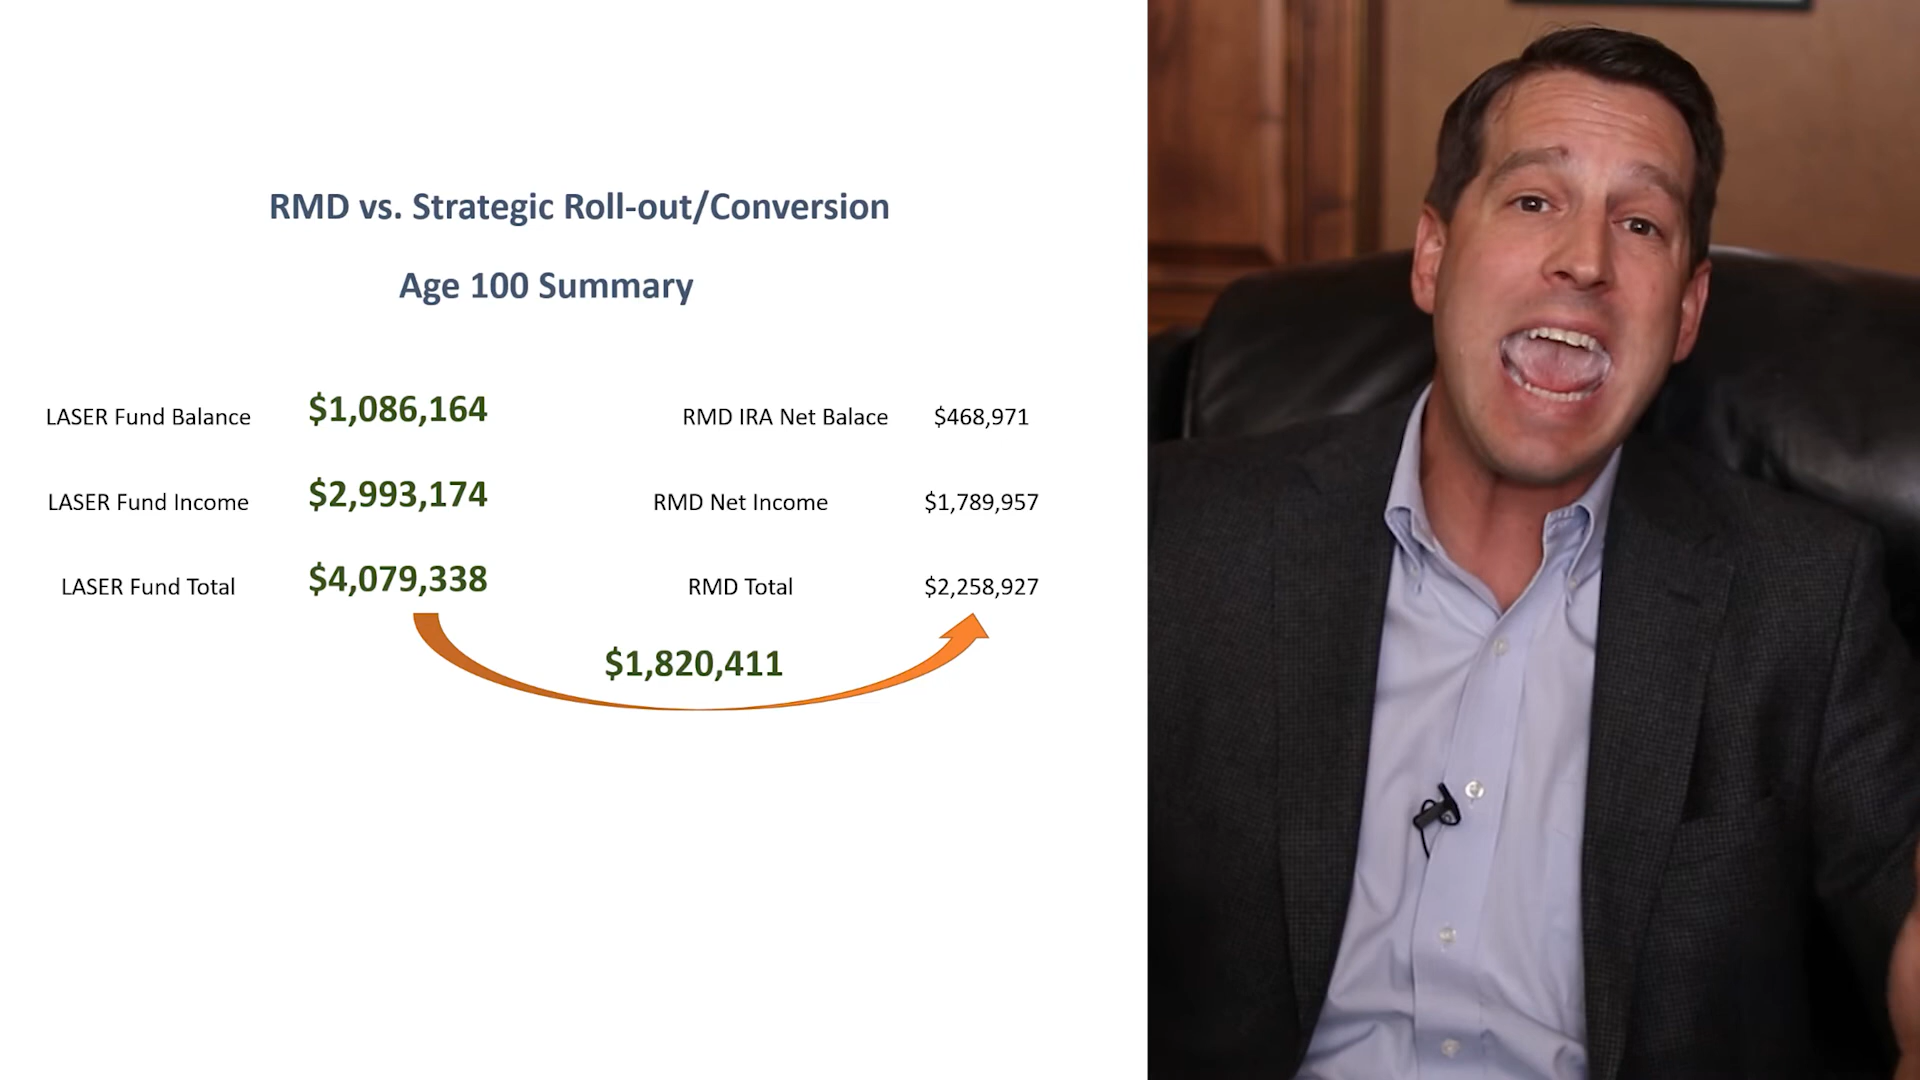 RMD vs. Strategic Roll-out/Conversion
Age 100 Summary
LASER Fund Balance $1,086,164 RMD IRA Net Balace $468,971
LASER Fund Income $2,993,174 RMD Net Income $1,789,957
LASER Fund Total $4,079,338 RMD Total $2,258,927
$1,820,411